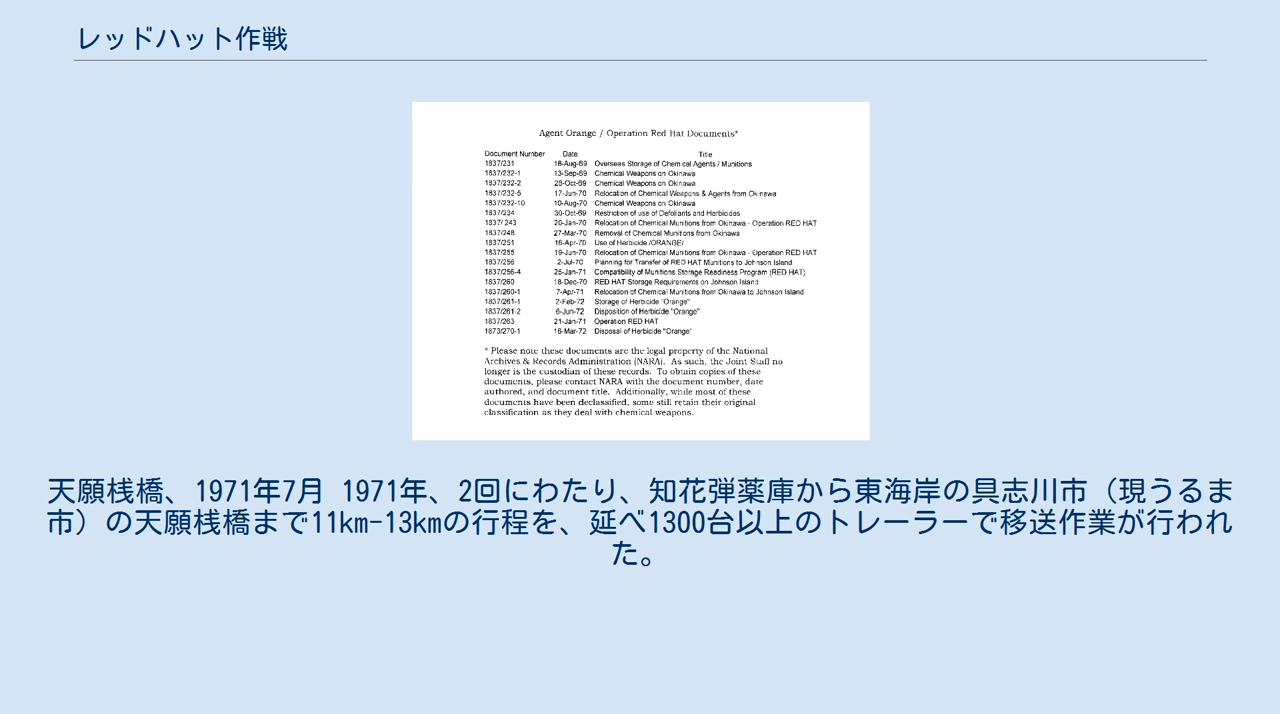 レッドハット作戦
Agent Orange / Operation Red Hat Documents*
Document Number Date Title
1837/231 18-Aug-69 Overseas Storage of Chemical Agents / Munitions
1837/232-1 13-Sep-69 Chemical Weapons on Okinawa
1837/232-2 28-Oct-69 Chemical Weapons on Okinawa
1837/232-5 17-Jun-70 Relocation of Chemical Weapons & Agents from Okinawa
1837/232-10 10-Aug-70 Chemical Weapons on Okinawa
1837/234 30-Oct-69 Restriction of use of Defoliants and Herbicides
1837/243 20-Jan-70 Relocation of Chemical Munitions from Okinawa - Operation RED HAT
1837/248 27-Mar-70 Removal of Chemical Munitions from Okinawa
1837/251 16-Apr-70 Use of Herbicide /ORANGE/
1837/255 19-Jun-70 Relocation of Chemical Munitions from Okinawa - Operation RED HAT
1837/256 2-Jul-70 Planning for Transfer of RED HAT Munitions to Johnson Island
1837/256-4 25-Jan-71 Compatibility of Munitions Storage Readiness Program (RED HAT)
1837/260 18-Dec-70 RED HAT Storage Requirements on Johnson Island
1837/260-1 7-Apr-71 Relocation of Chemical Munitions from Okinawa to Johnson Island
1837/261-1 2-Feb-72 Storage of Herbicide "Orange"
1837/261-2 6-Jun-72 Disposition of Herbicide "Orange"
1837/263 21-Jan-71 Operation RED HAT
1873/270-1 16-Mar-72 Disposal of Herbicide "Orange"
* Please note these documents are the legal property of the National
Archives & Records Administration (NARA). As such, the Joint Staff no
longer is the custodian of these records. To obtain copies of these
documents, please contact NARA with the document number, date
authored, and document title. Additionally, while most of these
documents have been declassified, some still retain their original
classification as they deal with chemical weapons.
天願桟橋、1971年7月 1971年、2回にわたり、知花弾薬庫から東海岸の具志川市（現うるま
市）の天願桟橋まで11km-13kmの行程を、延べ1300台以上のトレーラーで移送作業が行われ
た。